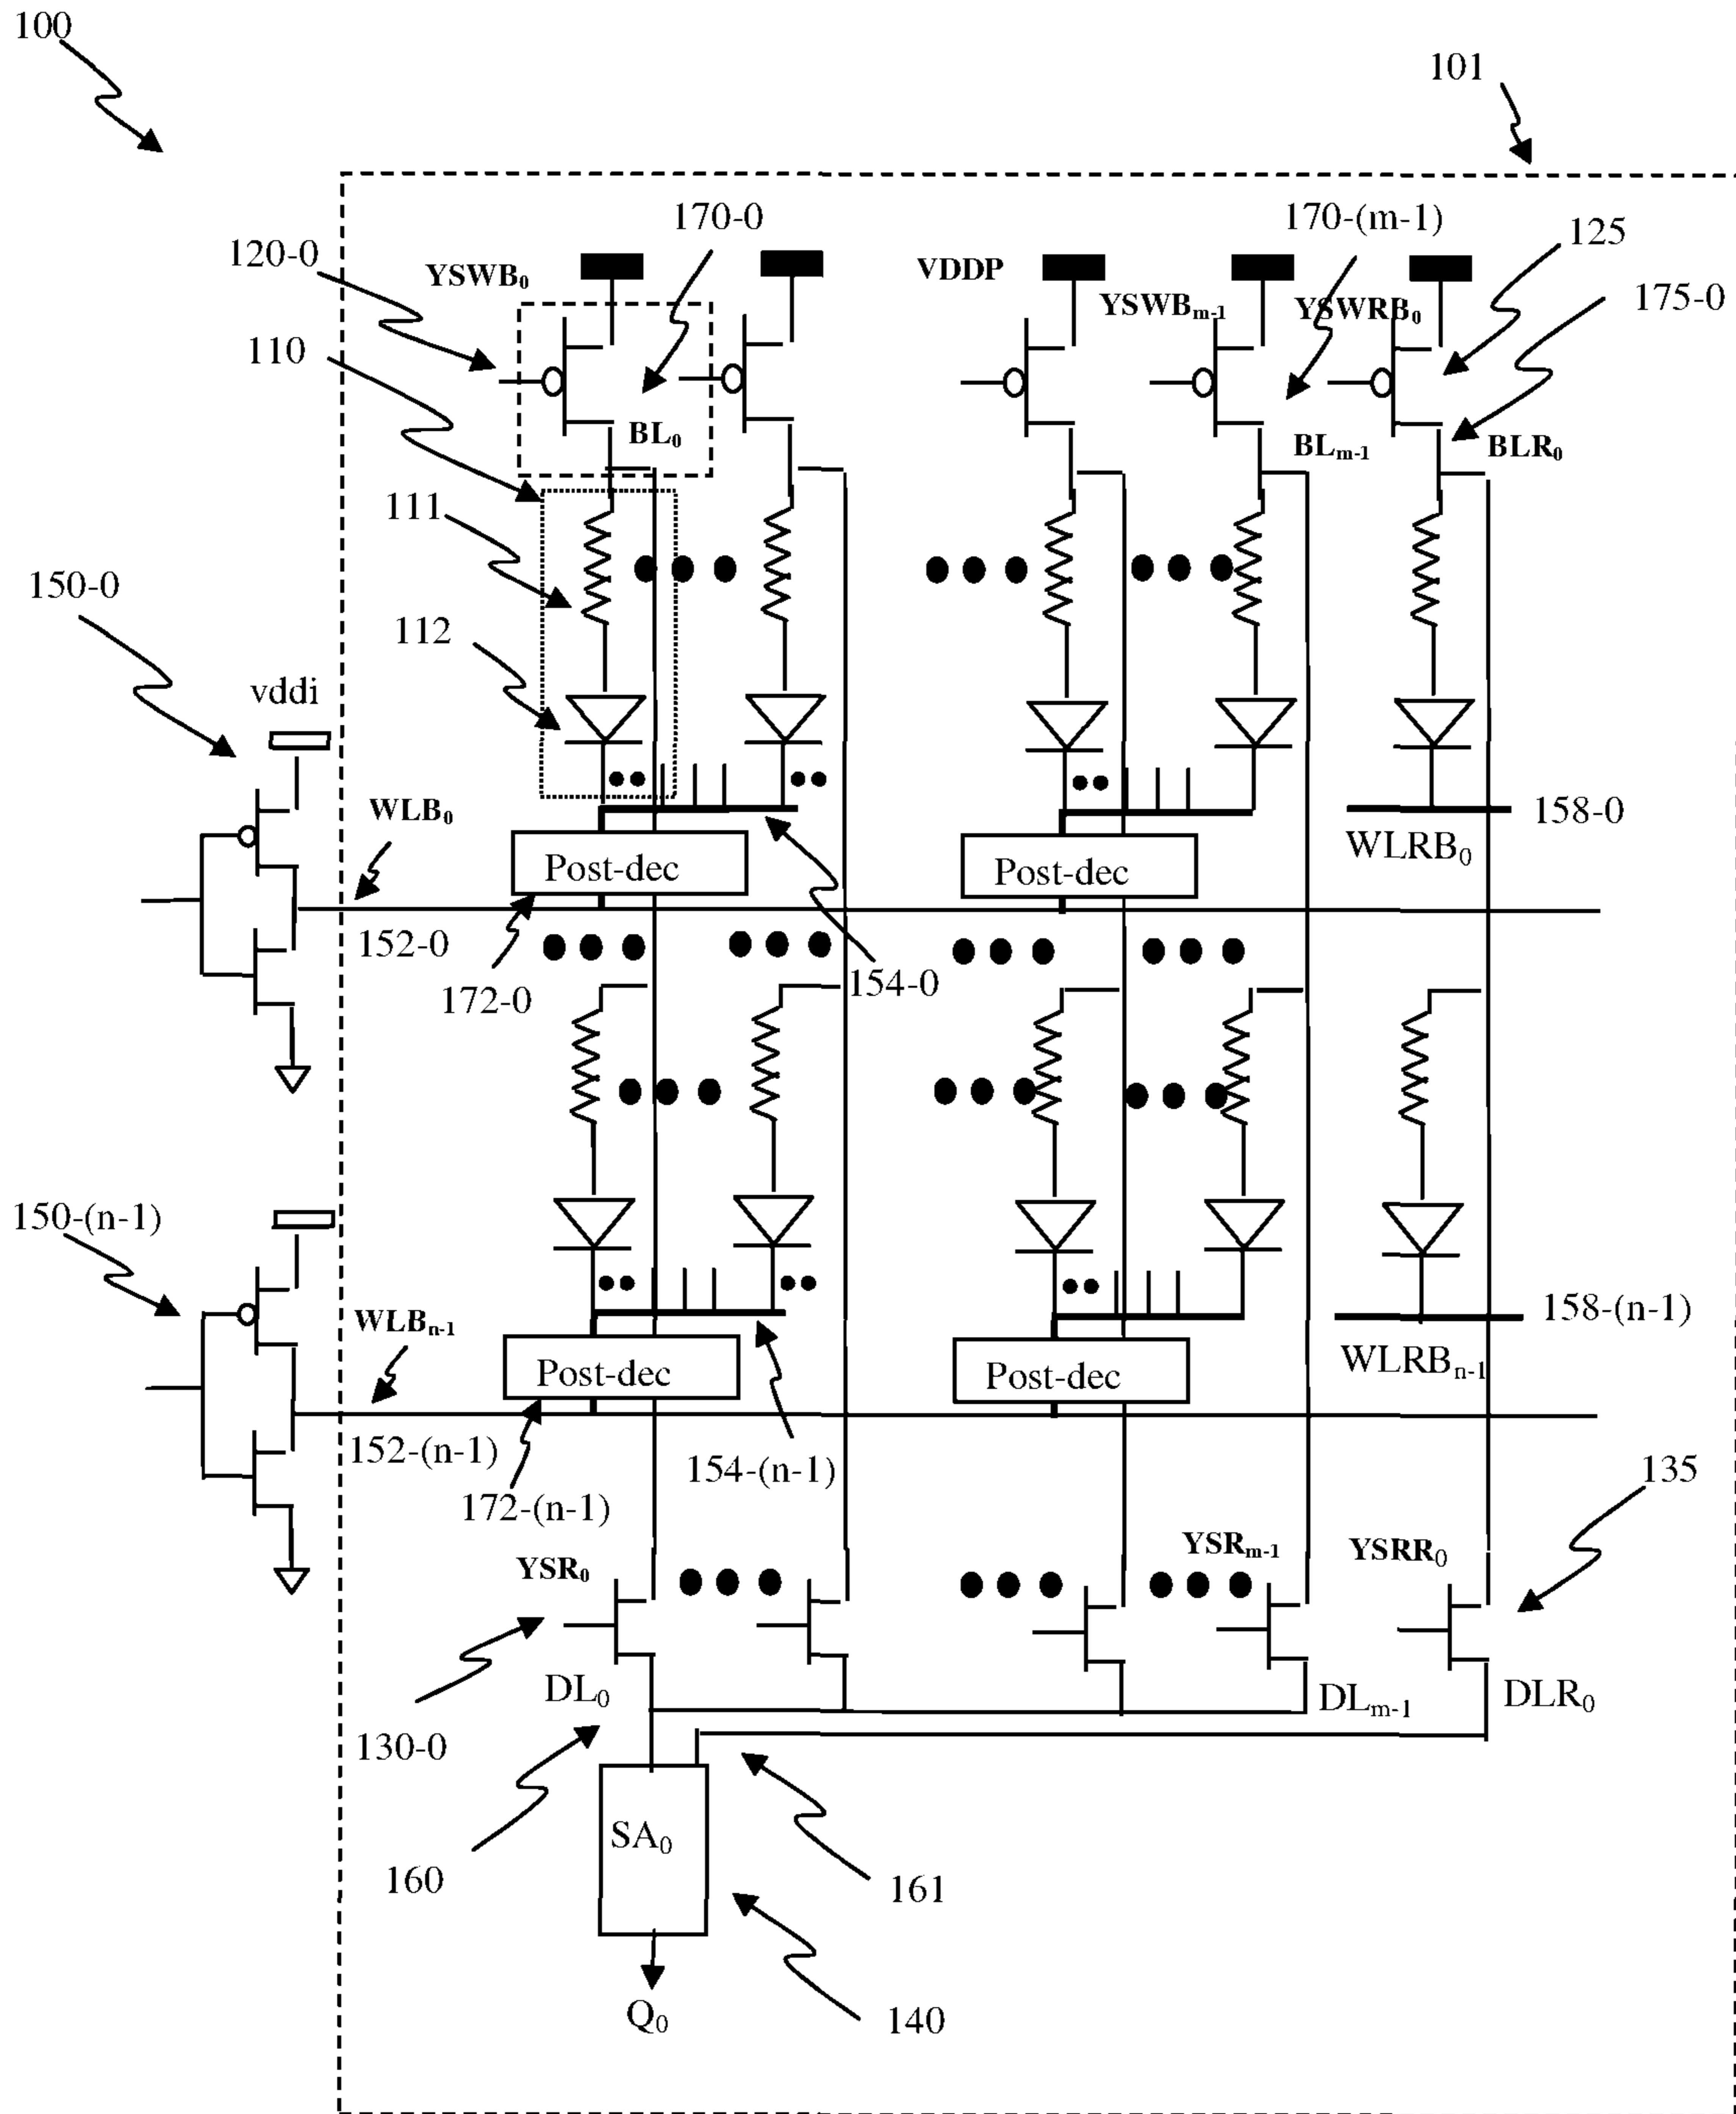 100
101
170-0
170-(m-1)
125
120-0
YSWB₀
VDDP
YSWBₘ₋₁
YSWRB₀
175-0
110
BL₀
BLₘ₋₁
BLR₀
111
150-0
112
vddi
WLB₀
158-0
WLRB₀
Post-dec
Post-dec
152-0
172-0
154-0
150-(n-1)
WLBₙ₋₁
158-(n-1)
WLRBₙ₋₁
Post-dec
Post-dec
152-(n-1)
154-(n-1)
172-(n-1)
135
YSR₀
YSRₘ₋₁
YSRR₀
DL₀
DLₘ₋₁
DLR₀
130-0
SA₀
160
161
Q₀
140